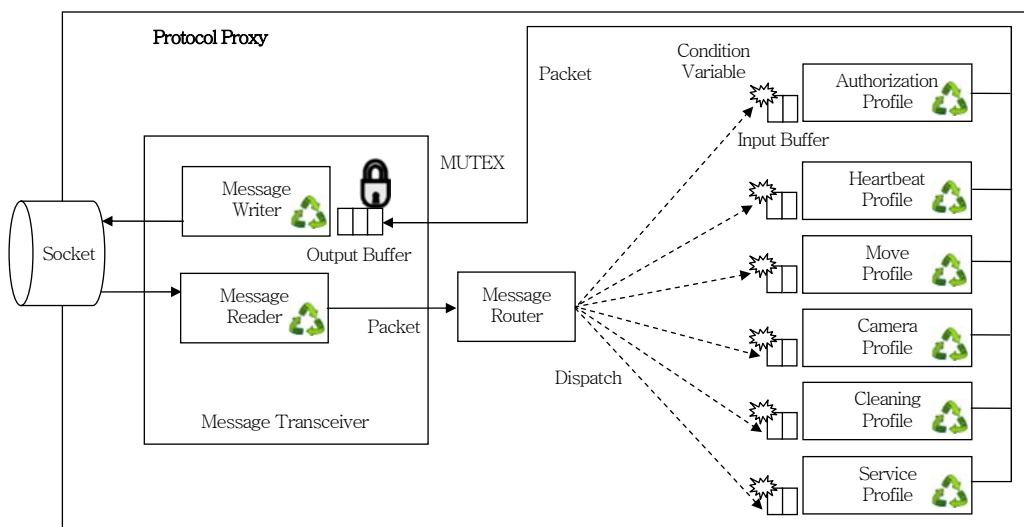 Protocol Proxy
Packet
Condition
Variable
Authorization
Profile
Input Buffer
MUTEX
Message
Writer
Heartbeat
Profile
Socket
Output Buffer
Move
Profile
Message
Reader
Packet
Message
Router
Camera
Profile
Dispatch
Message Transceiver
Cleaning
Profile
Service
Profile